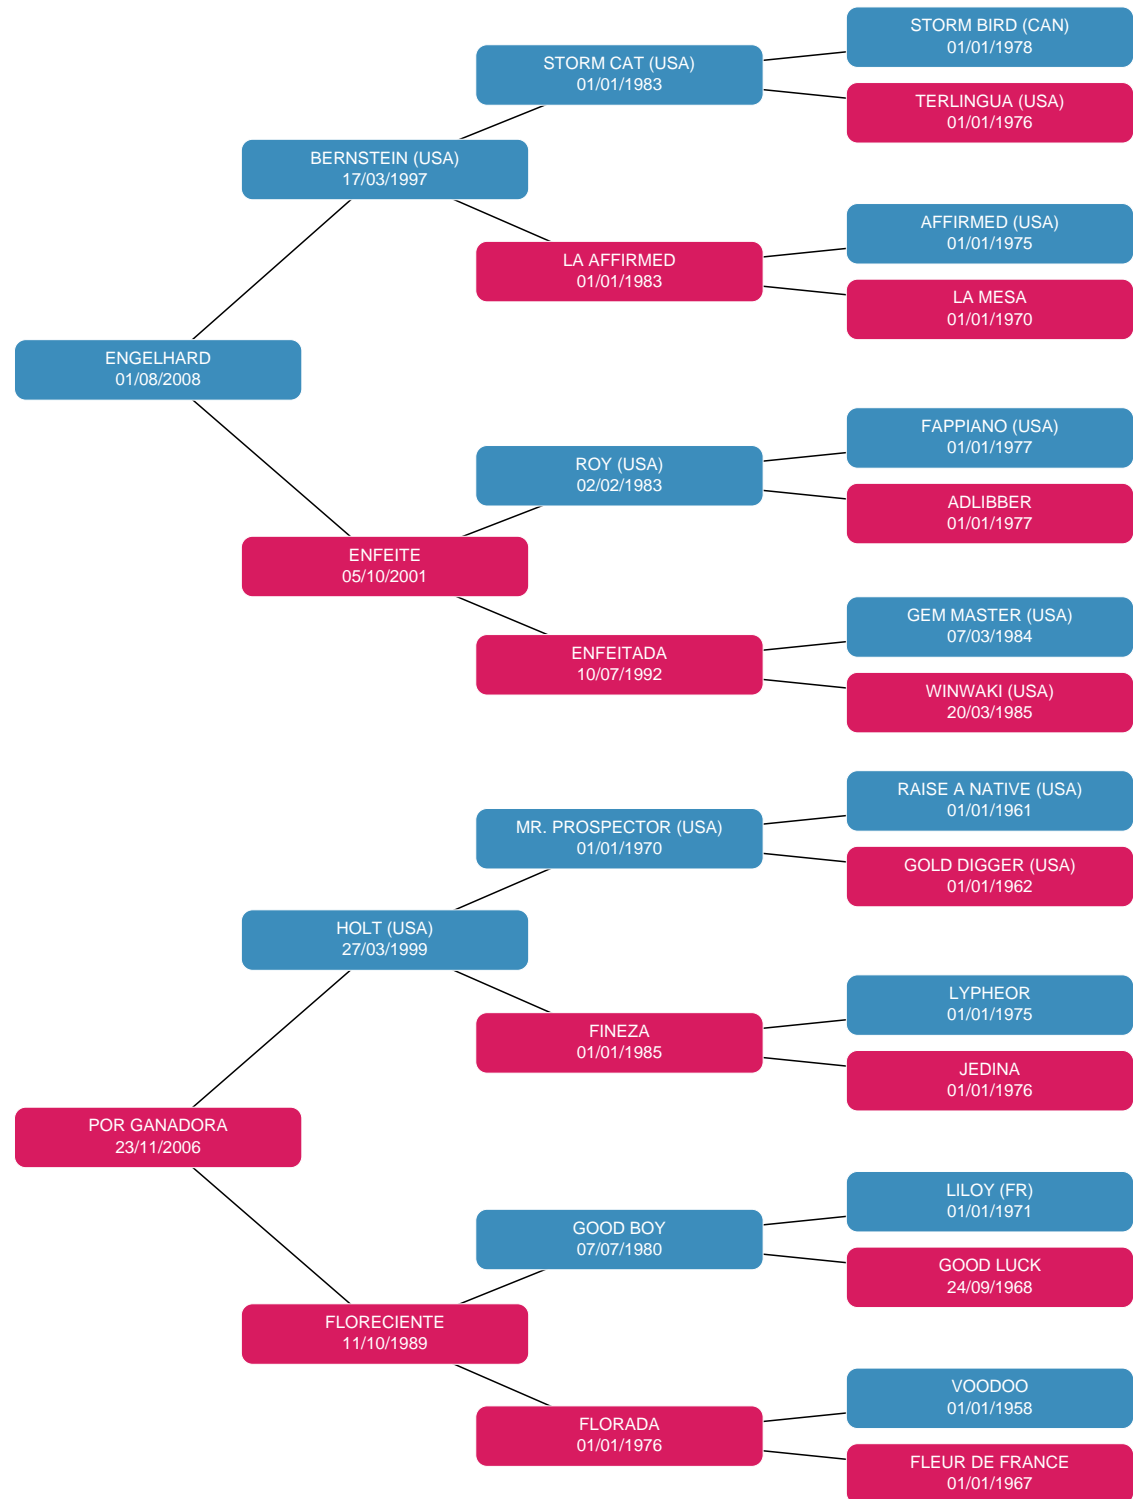 STORM BIRD (CAN)
01/01/1978
STORM CAT (USA)
01/01/1983
TERLINGUA (USA)
01/01/1976
BERNSTEIN (USA)
17/03/1997
AFFIRMED (USA)
01/01/1975
LA AFFIRMED
01/01/1983
LA MESA
01/01/1970
ENGELHARD
01/08/2008
FAPPIANO (USA)
01/01/1977
ROY (USA)
02/02/1983
ADLIBBER
01/01/1977
ENFEITE
05/10/2001
GEM MASTER (USA)
07/03/1984
ENFEITADA
10/07/1992
WINWAKI (USA)
20/03/1985
RAISE A NATIVE (USA)
01/01/1961
MR. PROSPECTOR (USA)
01/01/1970
GOLD DIGGER (USA)
01/01/1962
HOLT (USA)
27/03/1999
LYPHEOR
01/01/1975
FINEZA
01/01/1985
JEDINA
01/01/1976
POR GANADORA
23/11/2006
LILOY (FR)
01/01/1971
GOOD BOY
07/07/1980
GOOD LUCK
24/09/1968
FLORECIENTE
11/10/1989
VOODOO
01/01/1958
FLORADA
01/01/1976
FLEUR DE FRANCE
01/01/1967